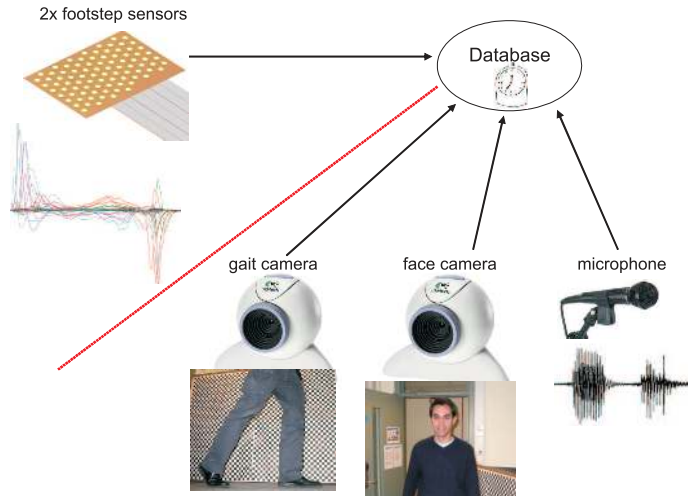 2x footstep sensors
Database
gait camera
face camera
microphone